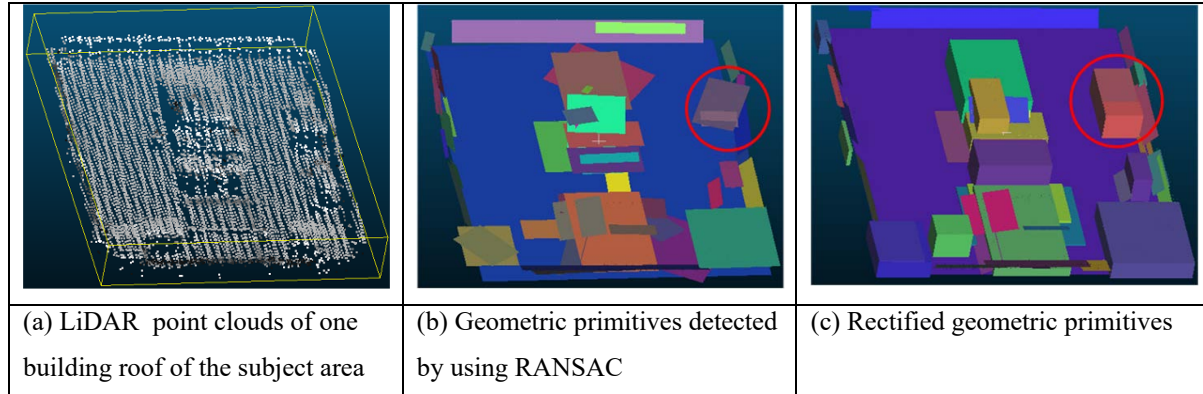 (a) LiDAR  point clouds of one
building roof of the subject area
(b) Geometric primitives detected
by using RANSAC
(c) Rectified geometric primitives